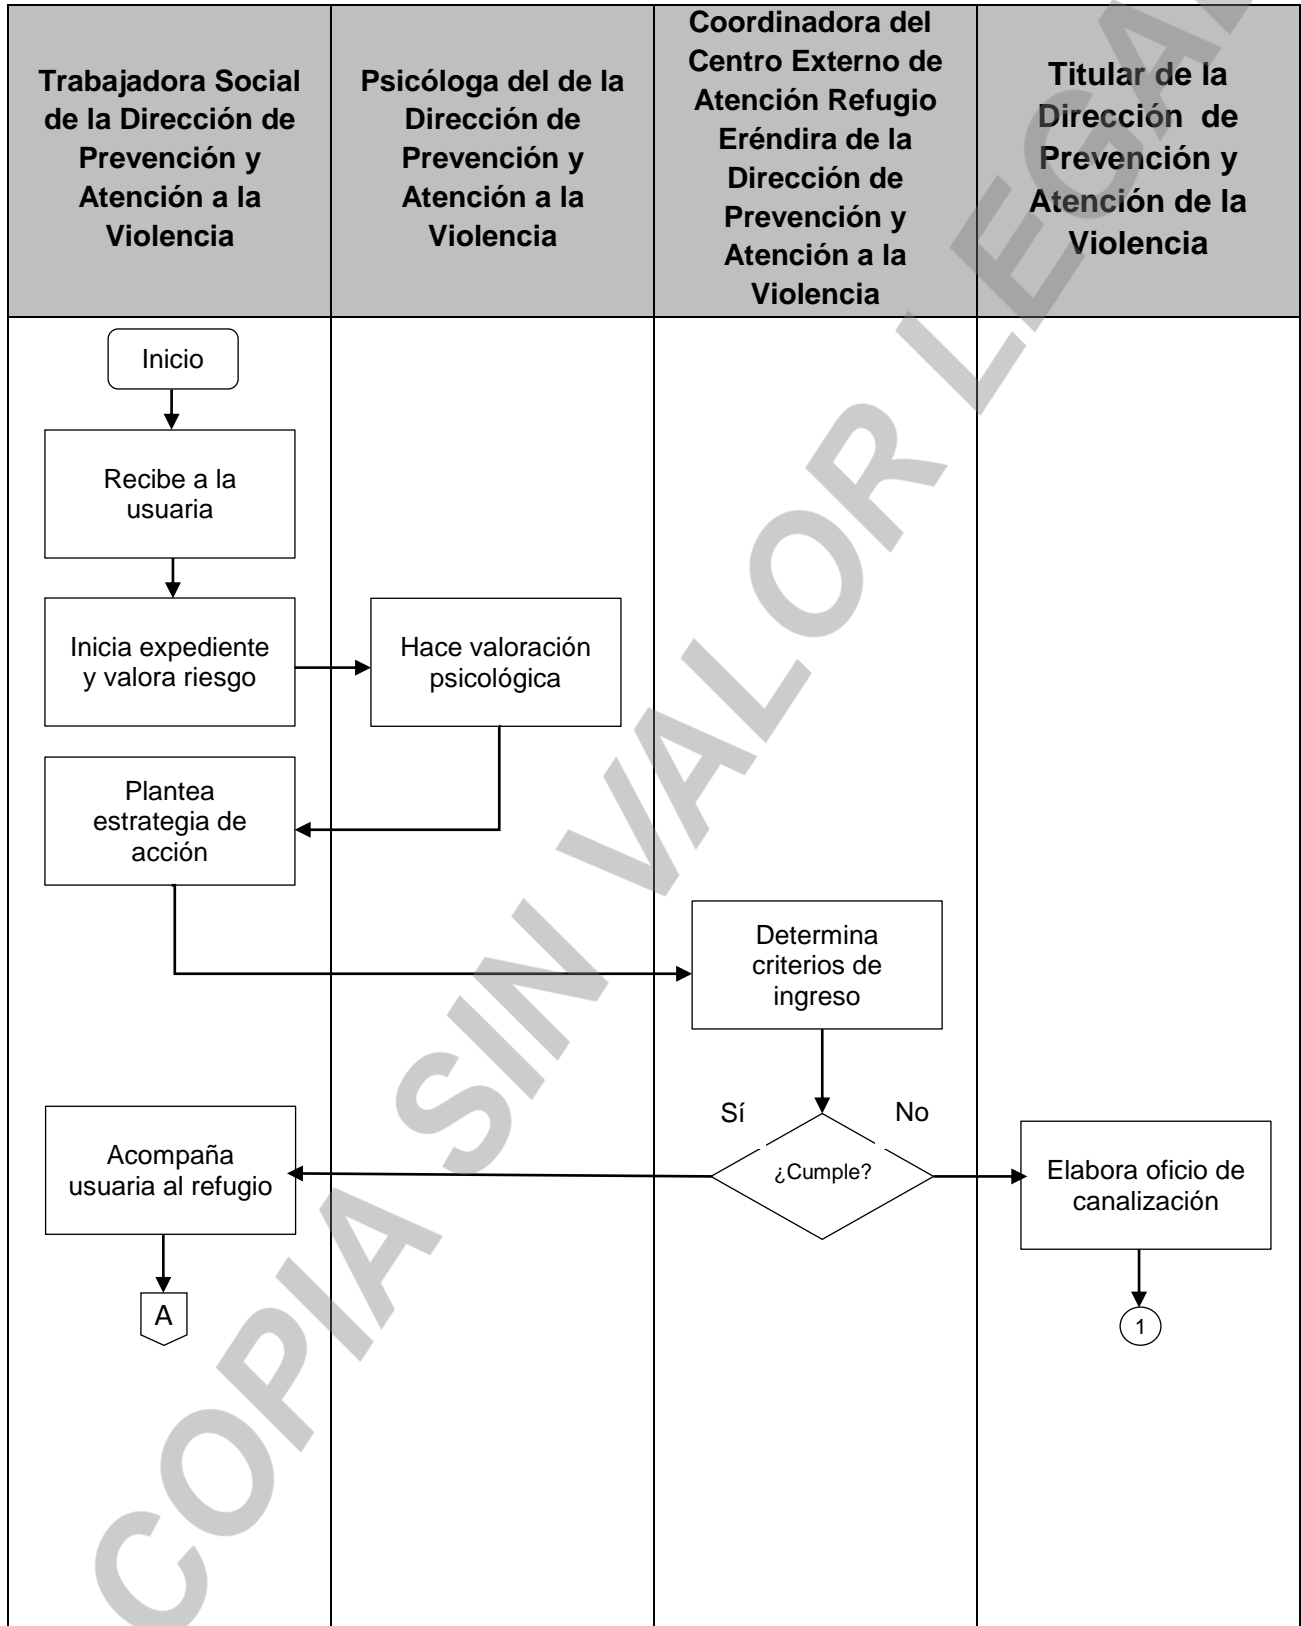 Trabajadora Social
de la Dirección de
Prevención y
Atención a la
Violencia
Psicóloga del de la
Dirección de
Prevención y
Atención a la
Violencia
Coordinadora del
Centro Externo de
Atención Refugio
Eréndira de la
Dirección de
Prevención y
Atención a la
Violencia
Titular de la
Dirección de
Prevención y
Atención de la
Violencia
Inicio
Recibe a la
usuaria
Inicia expediente
y valora riesgo
Hace valoración
psicológica
Plantea
estrategia de
acción
Determina
criterios de
ingreso
Sí
No
¿Cumple?
Acompaña
usuaria al refugio
Elabora oficio de
canalización
A
1
COPIA SIN VALOR LEGAL